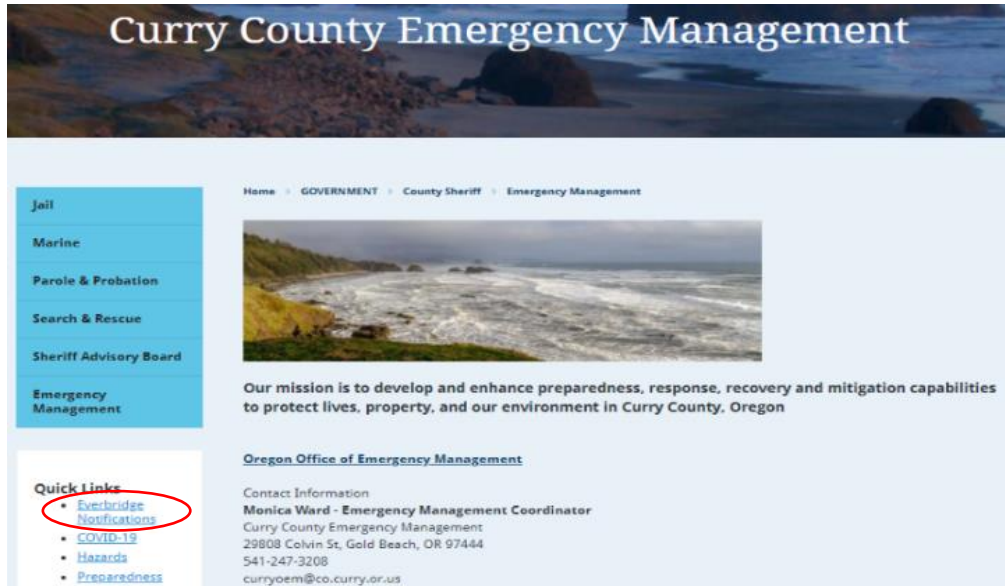 Curry County Emergency Management
Jail
Marine
Parole & Probation
Search & Rescue
Sheriff Advisory Board
Emergency
Management
Quick Links
Everbridge
Notifications
COVID-19
Hazards
Preparedness
Home GOVERNMENT County Sheriff Emergency Management
Our mission is to develop and enhance preparedness, response, recovery and mitigation capabilities
to protect lives, property, and our environment in Curry County, Oregon
Oregon Office of Emergency Management
Contact Information
Monica Ward - Emergency Management Coordinator
Curry County Emergency Management
29808 Colvin St, Gold Beach, OR 97444
541-247-3208
curryoem@co.curry.or.us